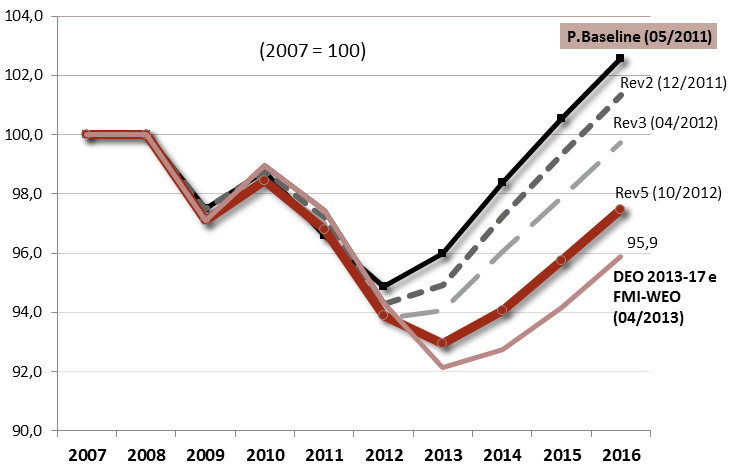 104,0
102,0
100,0
98,0
96,0
94,0
92,0
90,0
(2007 = 100)
P.Baseline (05/2011)
Rev2 (12/2011)
Rev3 (04/2012)
Rev5 (10/2012)
95,9
DEO 2013-17 e
FMI-WEO
(04/2013)
2007 2008 2009 2010 2011 2012 2013 2014 2015 2016